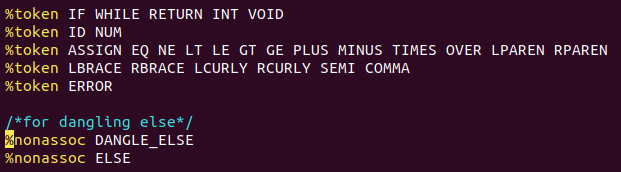 %token IF WHILE RETURN INT VOID
%token ID NUM
%token ASSIGN EQ NE LT LE GT GE PLUS MINUS TIMES OVER LPAREN RPAREN
%token LBRACE RBRACE LCURLY RCURLY SEMI COMMA
%token ERROR
/*for dangling else*/
%nonassoc DANGLE_ELSE
%nonassoc ELSE